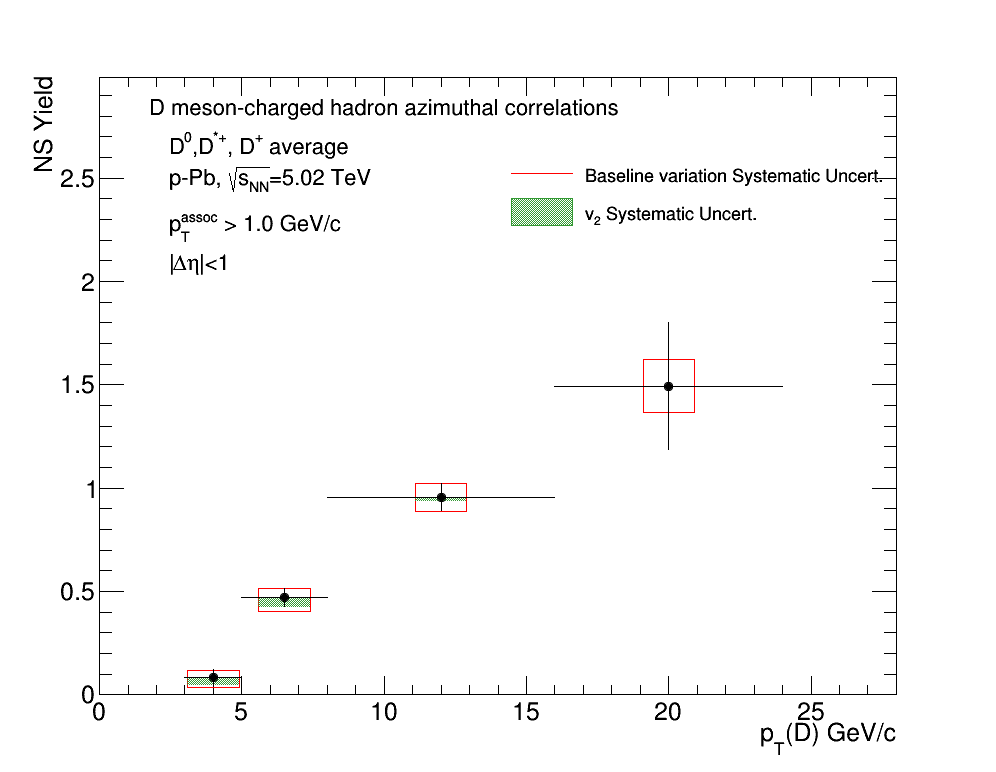 NS Yield
D meson-charged hadron azimuthal correlations
D⁰,D*⁺, D⁺ average
p-Pb, √sNN=5.02 TeV
pTassoc > 1.0 GeV/c
|Δη|<1
Baseline variation Systematic Uncert.
v₂ Systematic Uncert.
2.5
2
1.5
1
0.5
0
0 5 10 15 20 25
pT(D) GeV/c